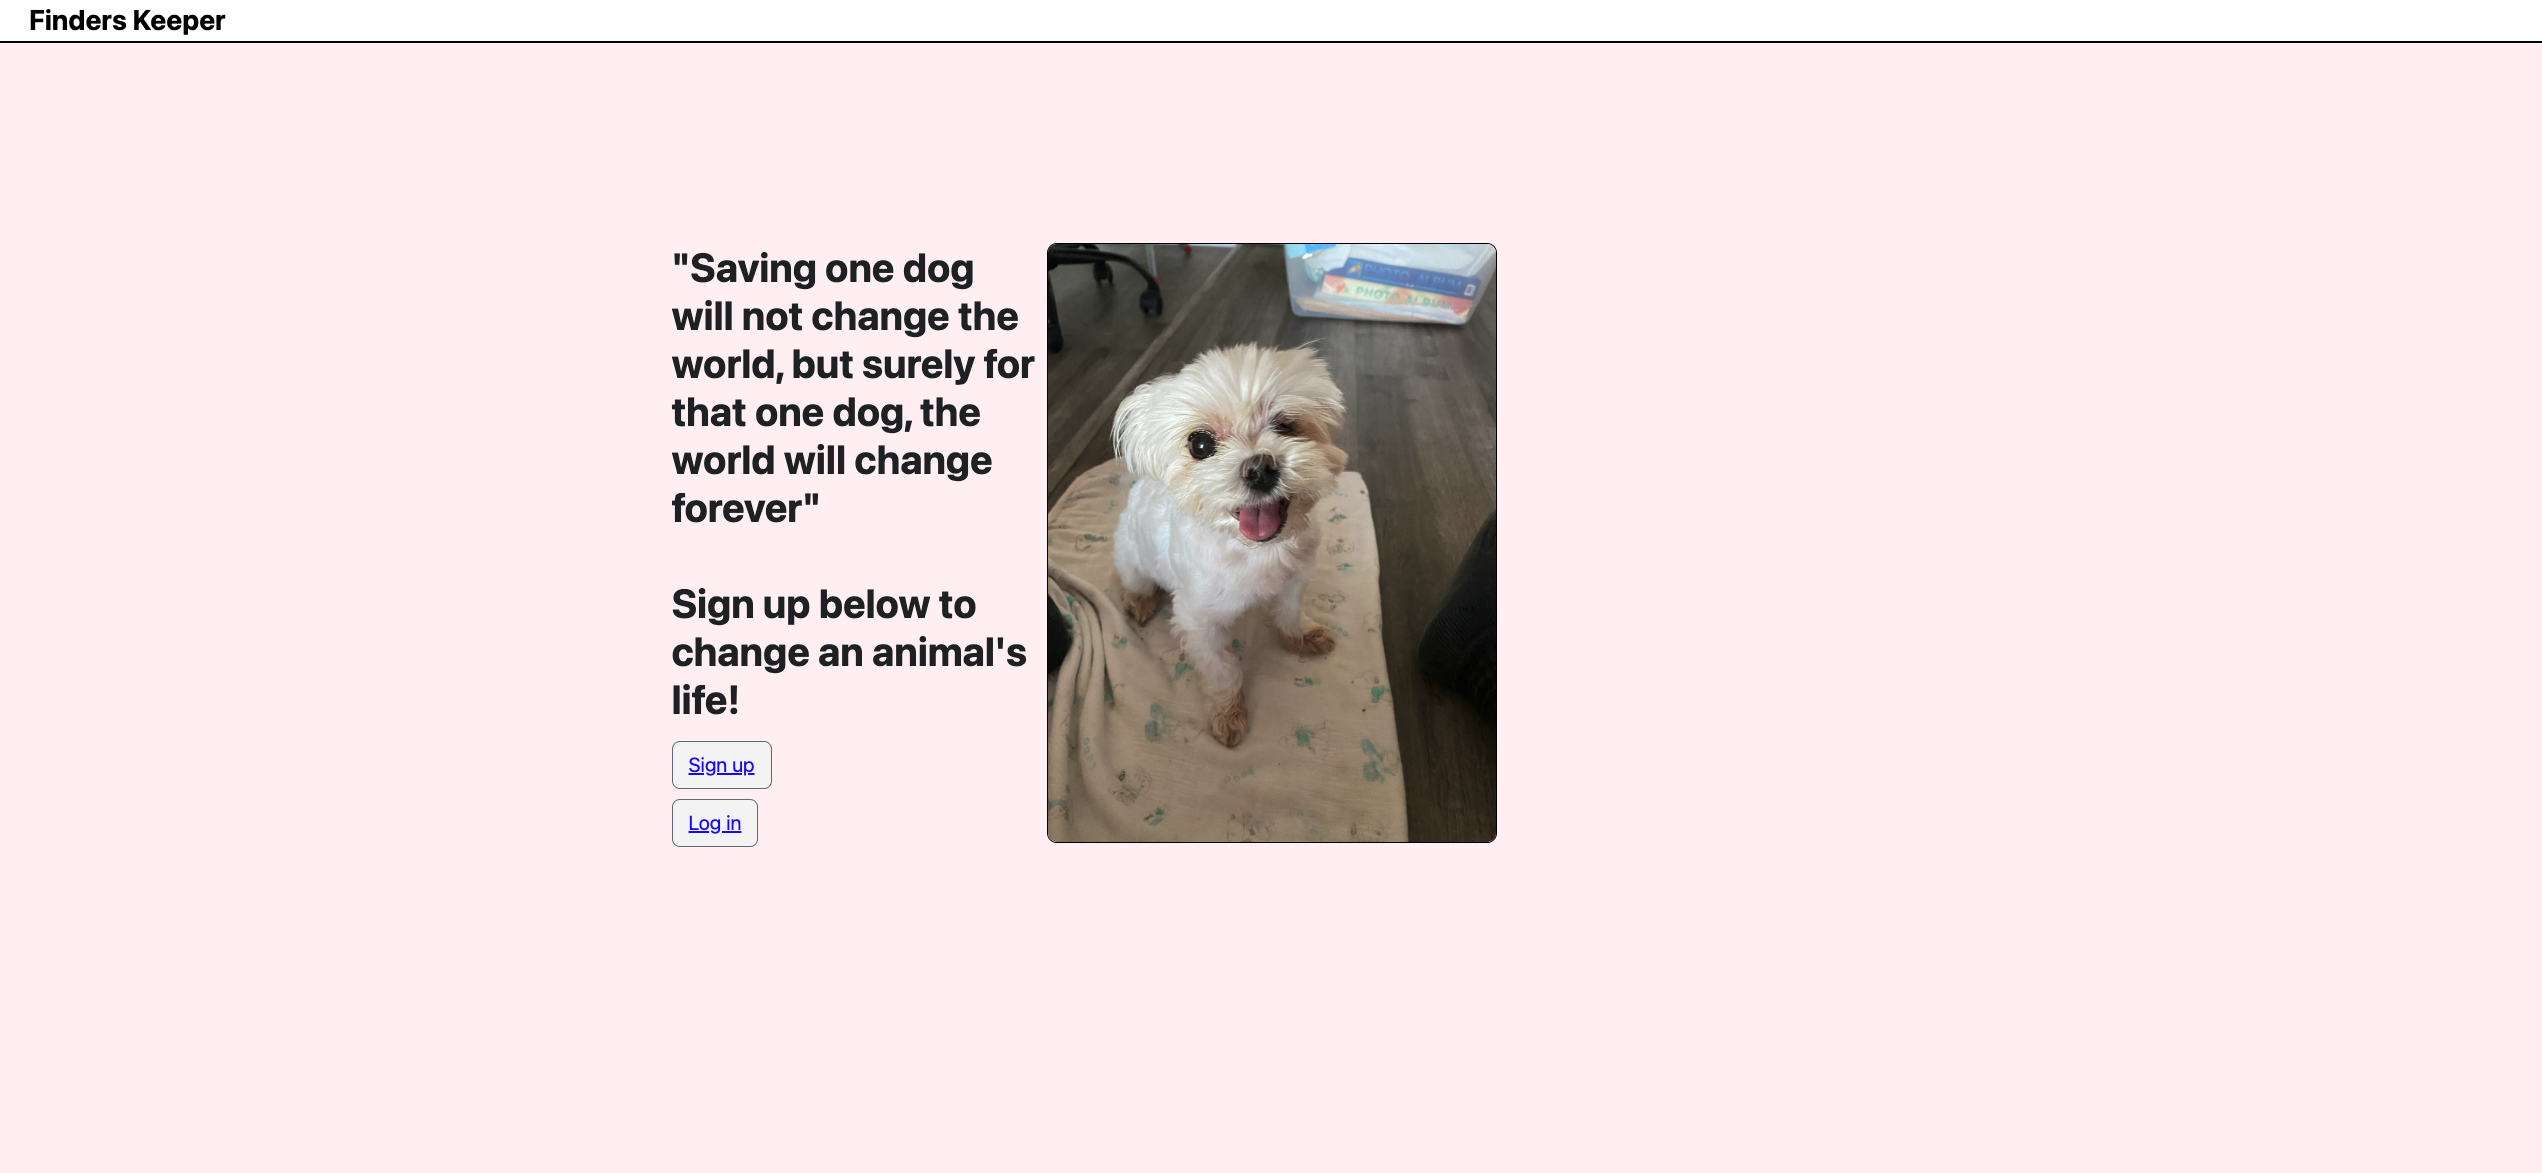 Finders Keeper
"Saving one dog
will not change the
world, but surely for
that one dog, the
world will change
forever"
Sign up below to
change an animal's
life!
Sign up
Log in
PHOTO ALBUM
PHOTO ALBUM